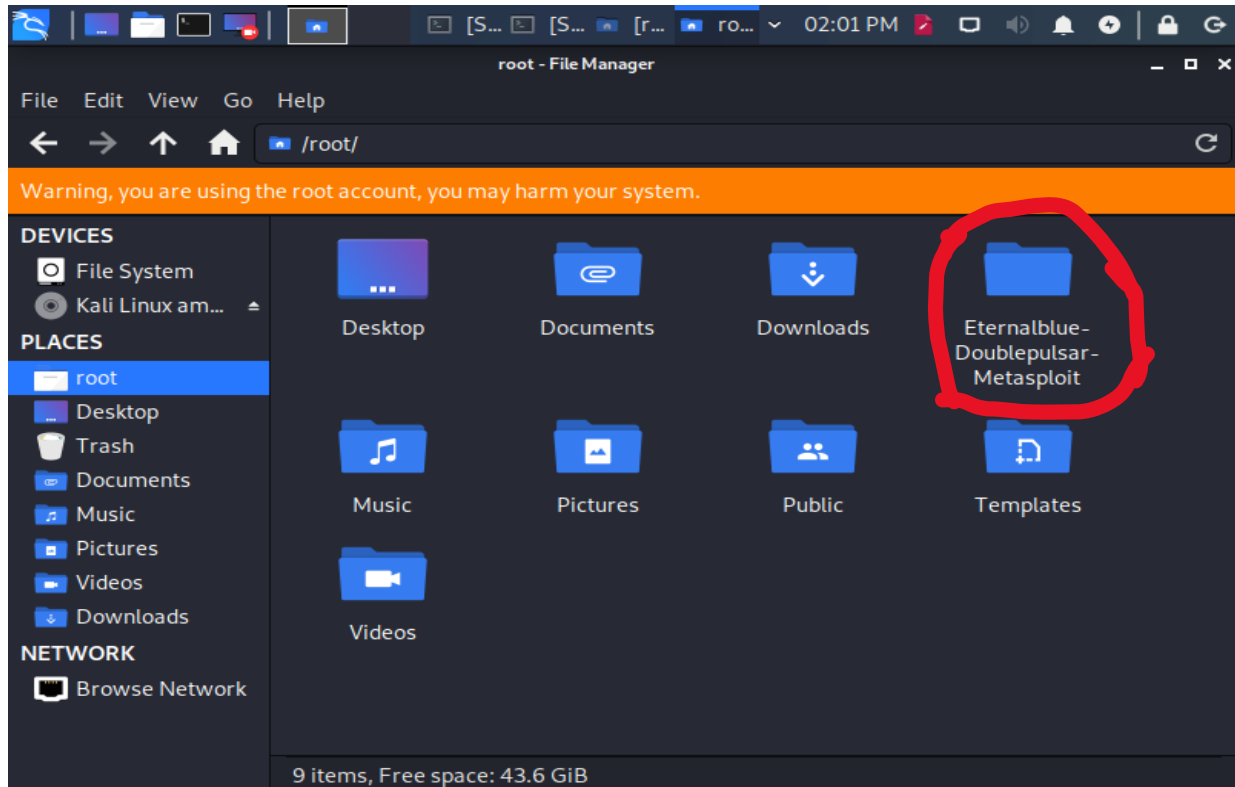 [S... [S... [r... ro... 02:01 PM
root - File Manager
File Edit View Go Help
/root/
Warning, you are using the root account, you may harm your system.
DEVICES
File System
Kali Linux am...
PLACES
root
Desktop
Trash
Documents
Music
Pictures
Videos
Downloads
NETWORK
Browse Network
Desktop
Documents
Downloads
Eternalblue-
Doublepulsar-
Metasploit
Music
Pictures
Public
Templates
Videos
9 items, Free space: 43.6 GiB